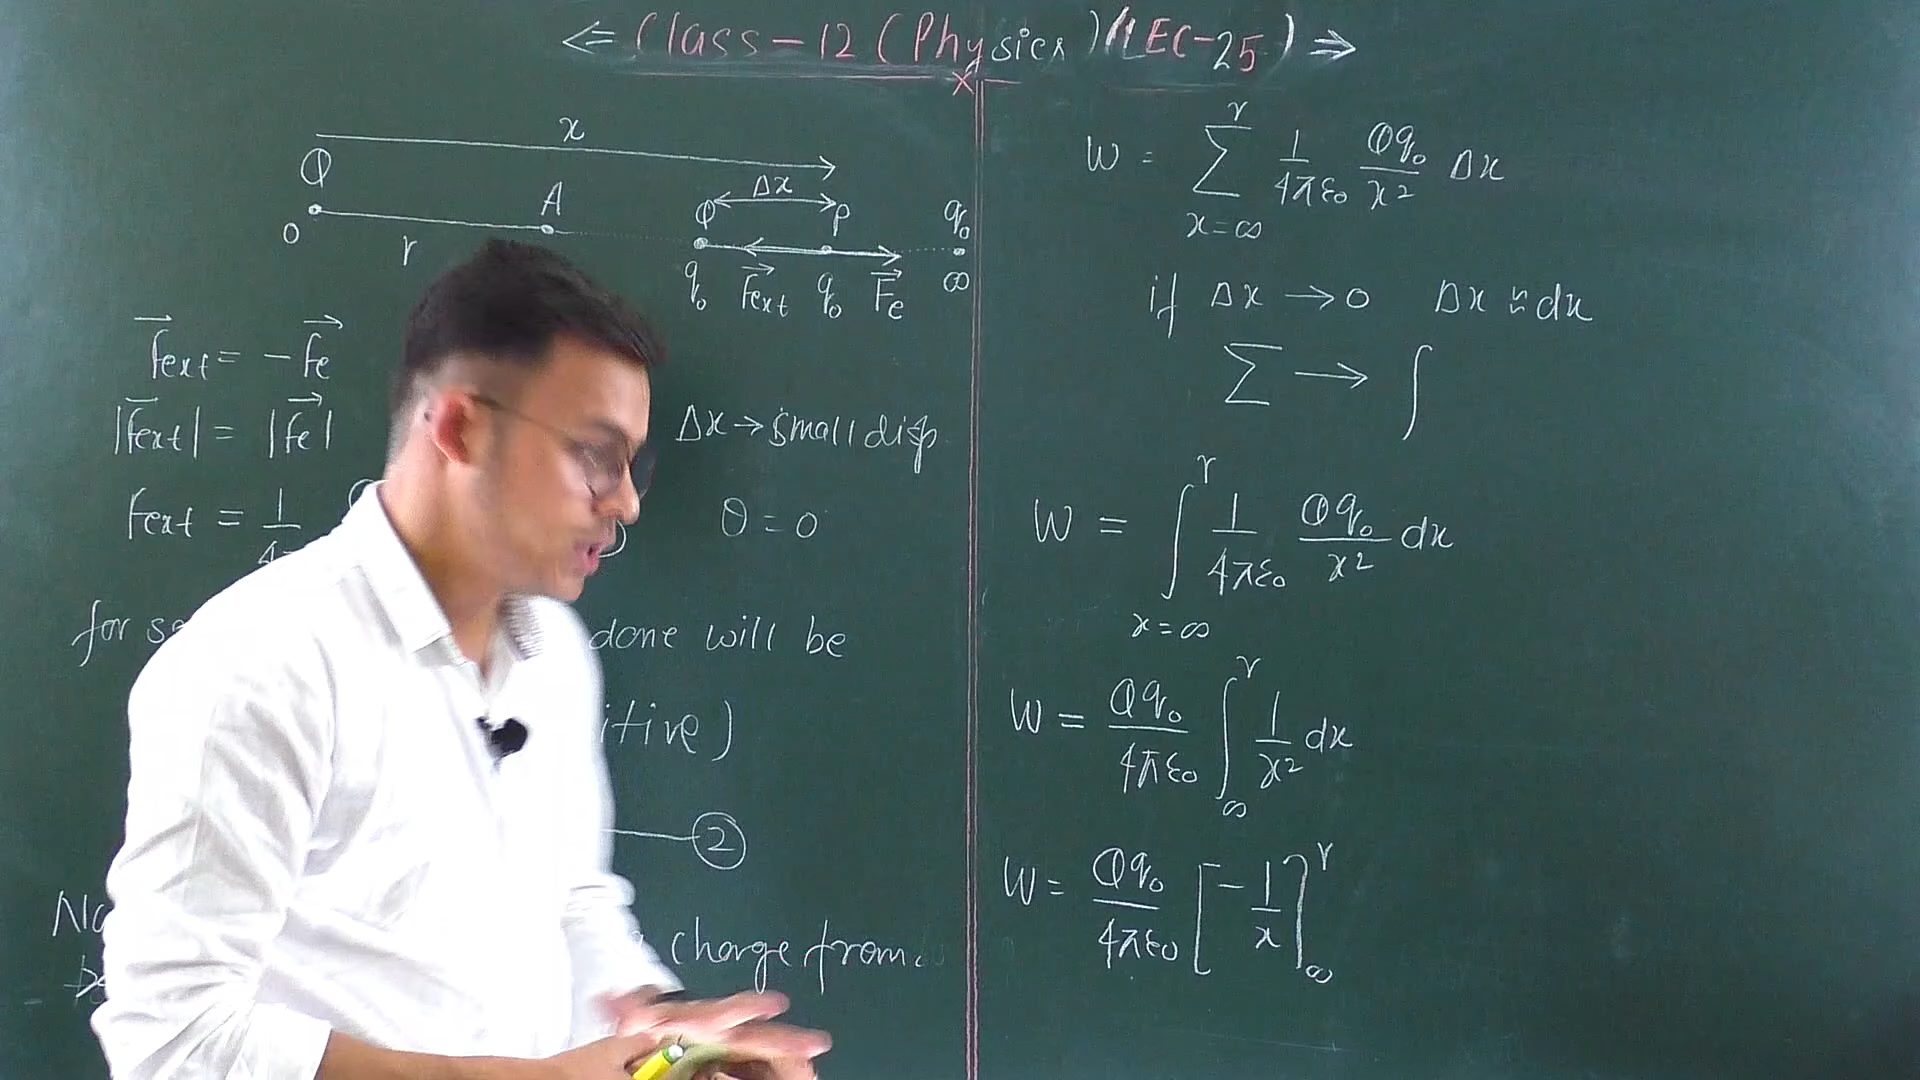 <= Class-12 (Physics) (LEC-25) =>
x
Q
A
Δx
Q
P
q₀
O
r
q₀
F⃗ext
q₀
F⃗e
∞
F⃗ext = -F⃗e
|F⃗ext| = |F⃗e|
Δx → small disp
Fext = 1
θ = 0
for
done will be
itive)
②
charge from
W = Σ_{x=∞}^{r} 1/4πε₀ Qq₀/x² Δx
if Δx → 0 Δx ≈ dx
Σ → ∫
W = ∫_{x=∞}^{r} 1/4πε₀ Qq₀/x² dx
W = Qq₀/4πε₀ ∫_{∞}^{r} 1/x² dx
W = Qq₀/4πε₀ [-1/x]_{∞}^{r}